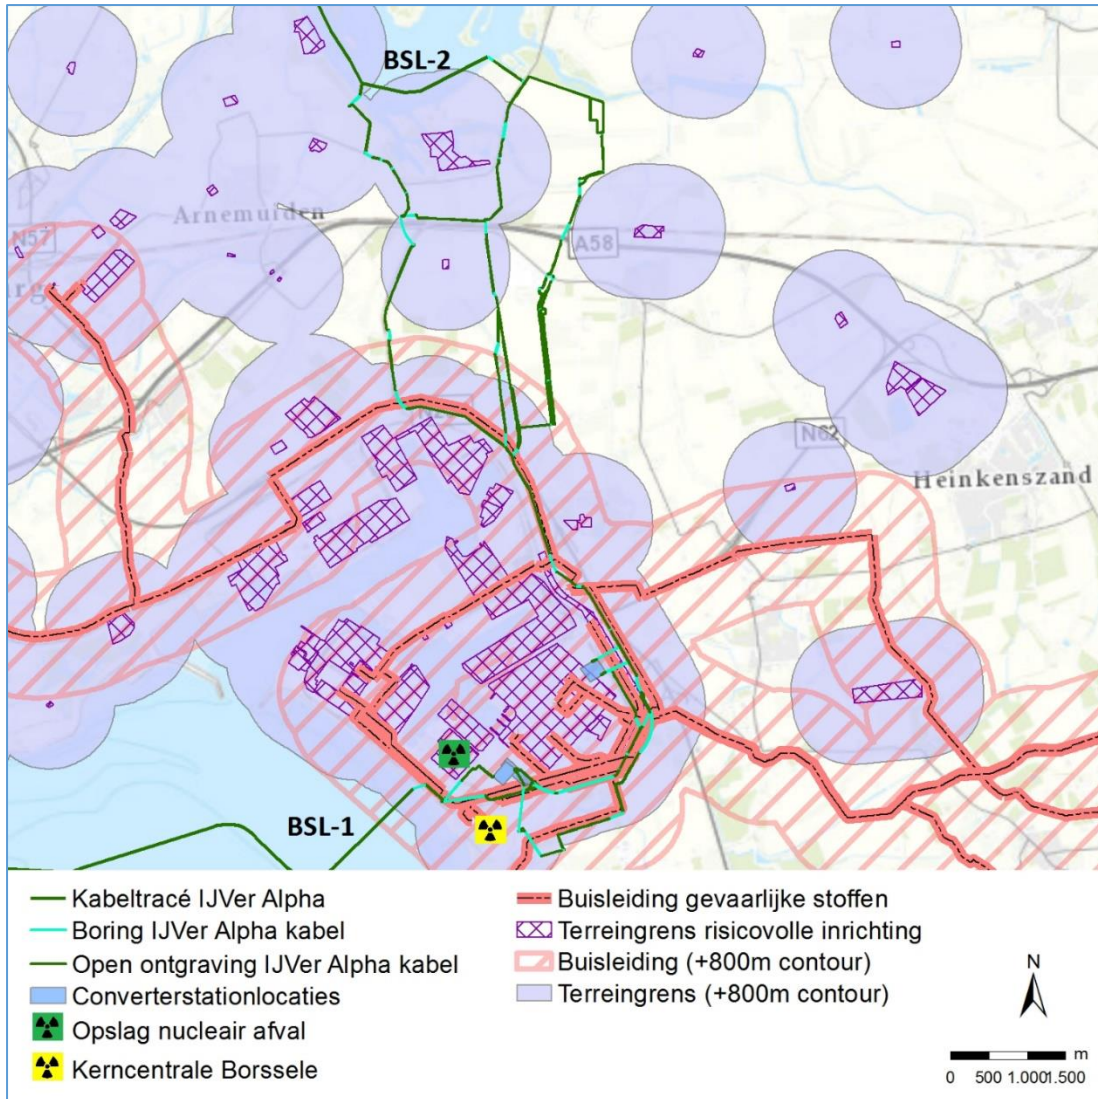 BSL-2
Arnemuiden
N57
A58
N62
Heinkenszand
BSL-1
Kabeltracé IJVer Alpha
Boring IJVer Alpha kabel
Open ontgraving IJVer Alpha kabel
Converterstationlocaties
Opslag nucleair afval
Kerncentrale Borssele
Buisleiding gevaarlijke stoffen
Terreingrens risicovolle inrichting
Buisleiding (+800m contour)
Terreingrens (+800m contour)
N
m
0 500 1.000 1.500